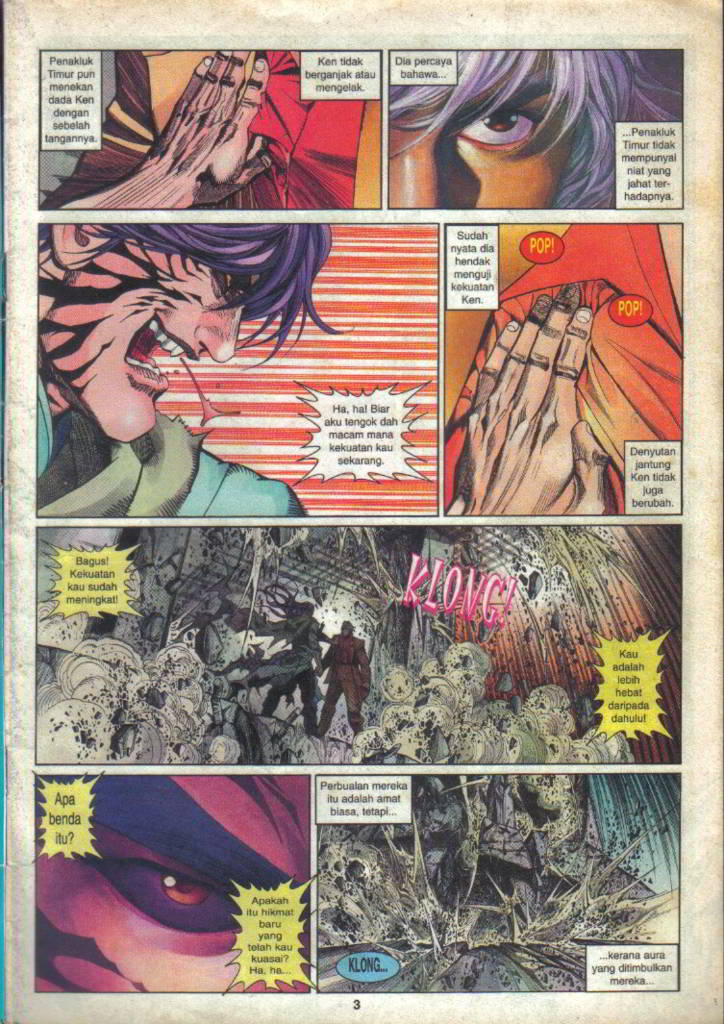 Penakluk
Timur pun
menekan
dada Ken
dengan
sebelah
tangannya.
Ken tidak
berganjak atau
mengelak.
Dia percaya
bahawa...
...Penakluk
Timur tidak
mempunyai
niat yang
jahat ter-
hadapnya.
Ha, ha! Biar
aku tengok dah
macam mana
kekuatan kau
sekarang.
Sudah
nyata dia
hendak
menguji
kekuatan
Ken.
POP!
POP!
Denyutan
jantung
Ken tidak
juga
berubah.
Bagus!
Kekuatan
kau sudah
meningkat!
KLONG!
Kau
adalah
lebih
hebat
daripada
dahulu!
Apa
benda
itu?
Apakah
itu hikmat
baru
yang
telah kau
kuasai?
Ha, ha...
Perbualan mereka
itu adalah amat
biasa, tetapi...
KLONG...
...kerana aura
yang ditimbulkan
mereka...
3